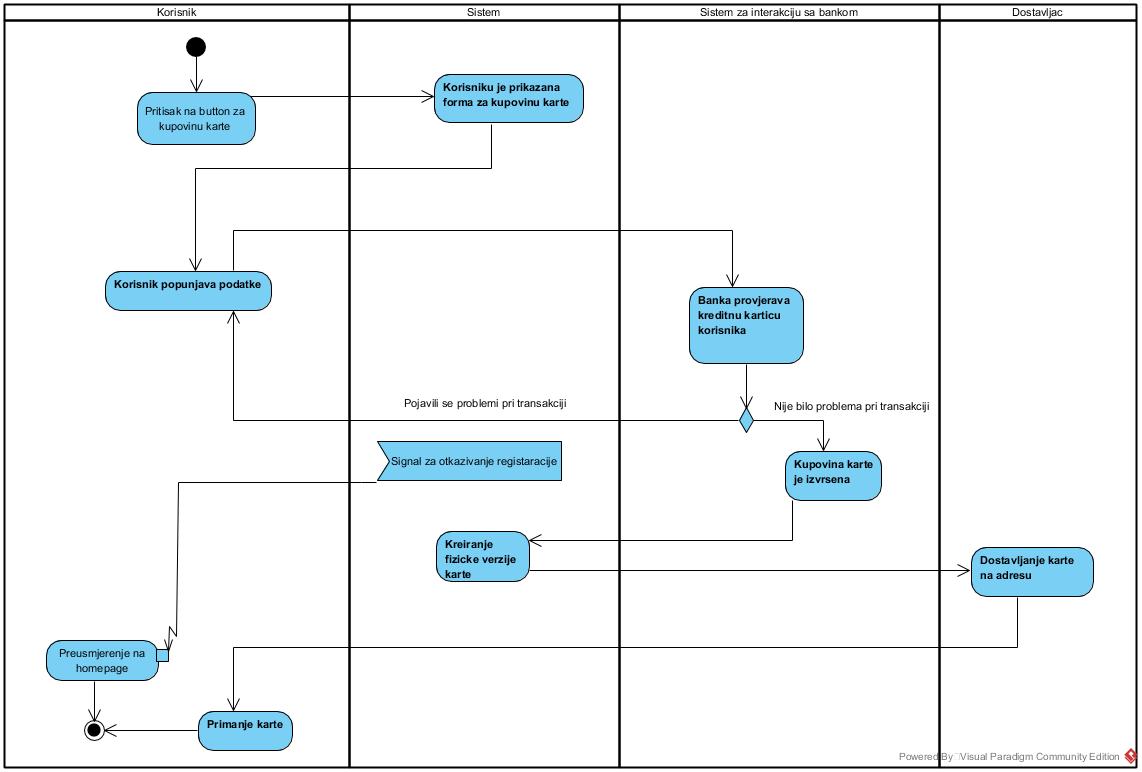 Korisnik
Sistem
Sistem za interakciju sa bankom
Dostavljac
Pritisak na button za
kupovinu karte
Korisniku je prikazana
forma za kupovinu karte
Korisnik popunjava podatke
Banka provjerava
kreditnu karticu
korisnika
Pojavili se problemi pri transakciji
Nije bilo problema pri transakciji
Signal za otkazivanje registaracije
Kupovina karte
je izvrsena
Kreiranje
fizicke verzije
karte
Dostavljanje karte
na adresu
Preusmjerenje na
homepage
Primanje karte
Powered By Visual Paradigm Community Edition